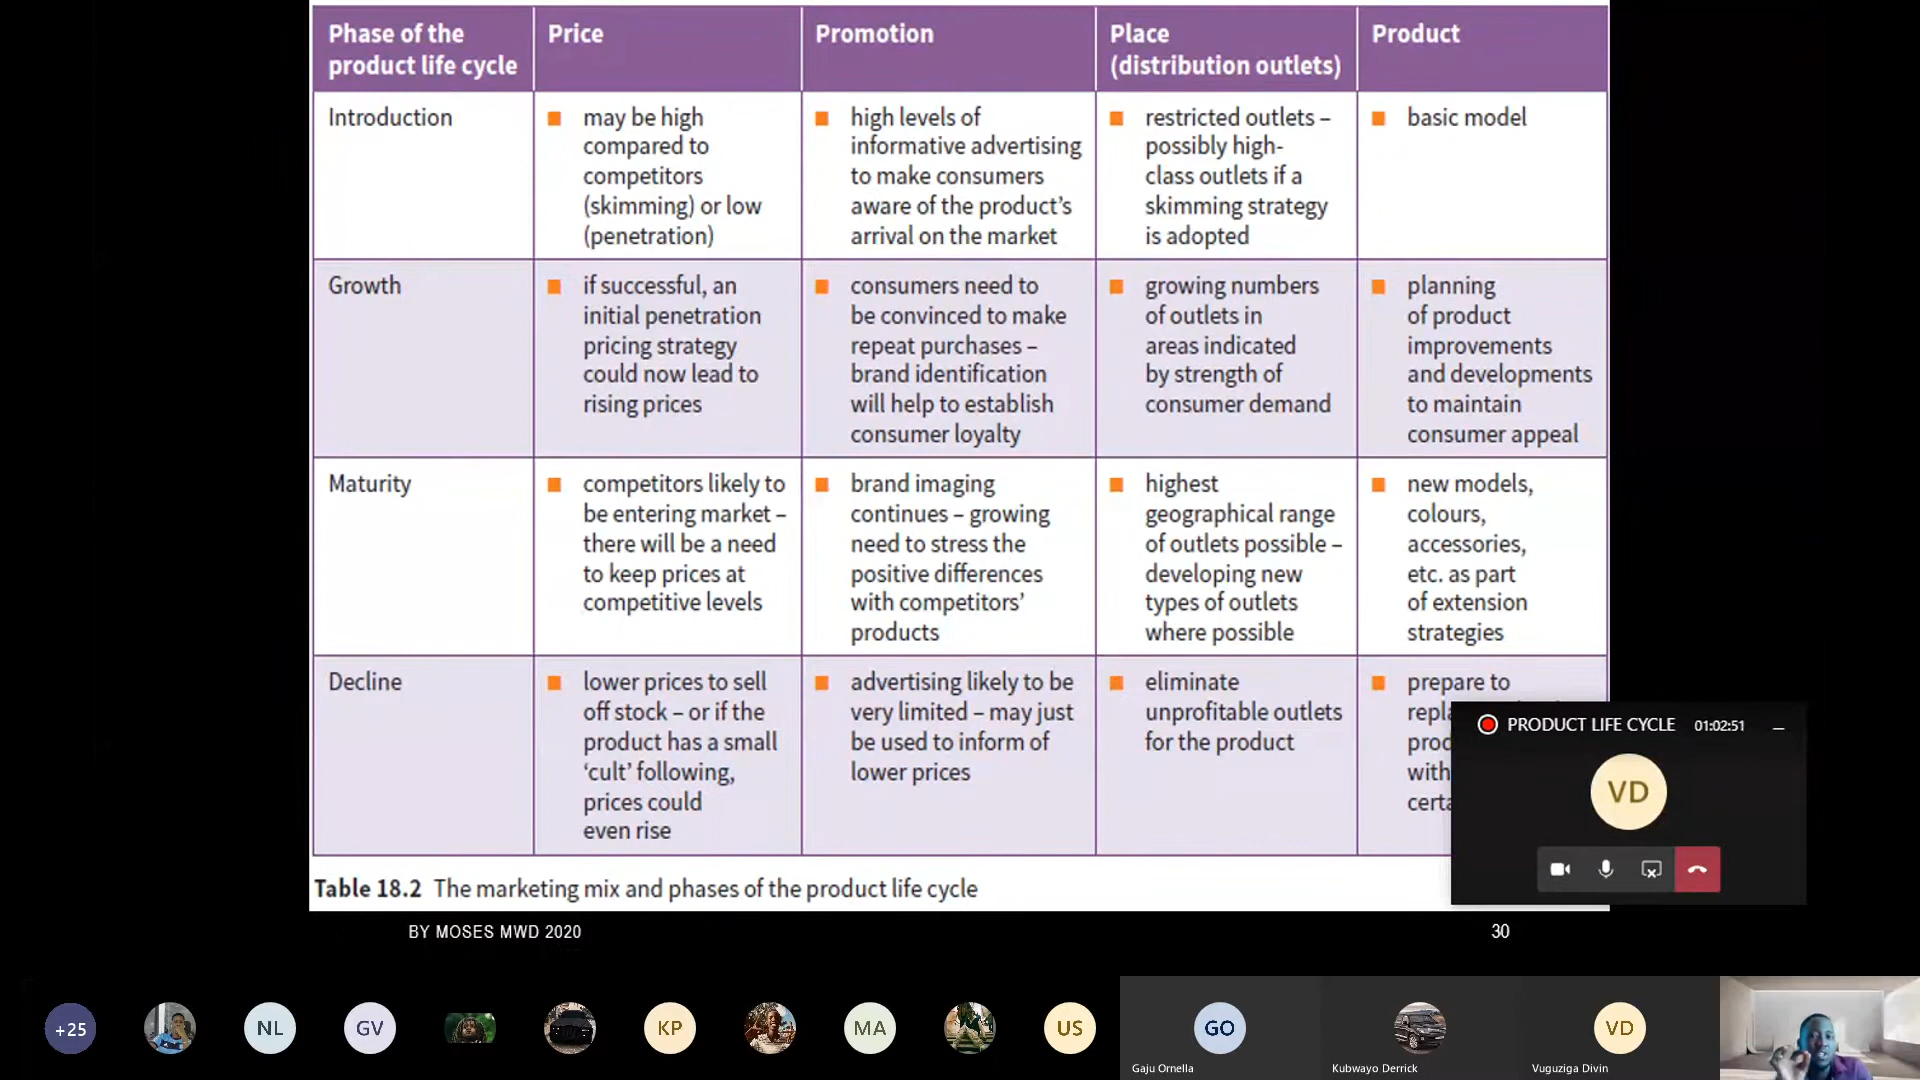 Phase of the
product life cycle
Price
Promotion
Place
(distribution outlets)
Product
Introduction
may be high
compared to
competitors
(skimming) or low
(penetration)
high levels of
informative advertising
to make consumers
aware of the product’s
arrival on the market
restricted outlets –
possibly high-
class outlets if a
skimming strategy
is adopted
basic model
Growth
if successful, an
initial penetration
pricing strategy
could now lead to
rising prices
consumers need to
be convinced to make
repeat purchases –
brand identification
will help to establish
consumer loyalty
growing numbers
of outlets in
areas indicated
by strength of
consumer demand
planning
of product
improvements
and developments
to maintain
consumer appeal
Maturity
competitors likely to
be entering market –
there will be a need
to keep prices at
competitive levels
brand imaging
continues – growing
need to stress the
positive differences
with competitors’
products
highest
geographical range
of outlets possible –
developing new
types of outlets
where possible
new models,
colours,
accessories,
etc. as part
of extension
strategies
Decline
lower prices to sell
off stock – or if the
product has a small
‘cult’ following,
prices could
even rise
advertising likely to be
very limited – may just
be used to inform of
lower prices
eliminate
unprofitable outlets
for the product
prepare to
PRODUCT LIFE CYCLE 01:02:51
VD
Table 18.2 The marketing mix and phases of the product life cycle
BY MOSES MWD 2020
30
+25
NL
GV
KP
MA
US
GO
VD
Gaju Ornella
Kubwayo Derrick
Vuguziga Divin